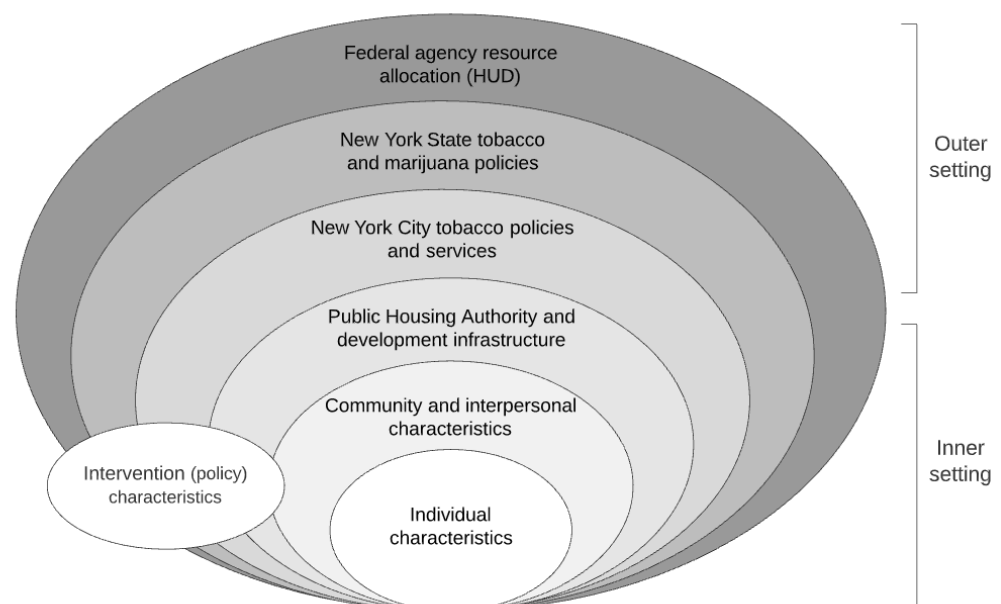 Federal agency resource
allocation (HUD)
New York State tobacco
and marijuana policies
Outer
setting
New York City tobacco policies
and services
Public Housing Authority and
development infrastructure
Community and interpersonal
characteristics
Inner
setting
Intervention (policy)
characteristics
Individual
characteristics